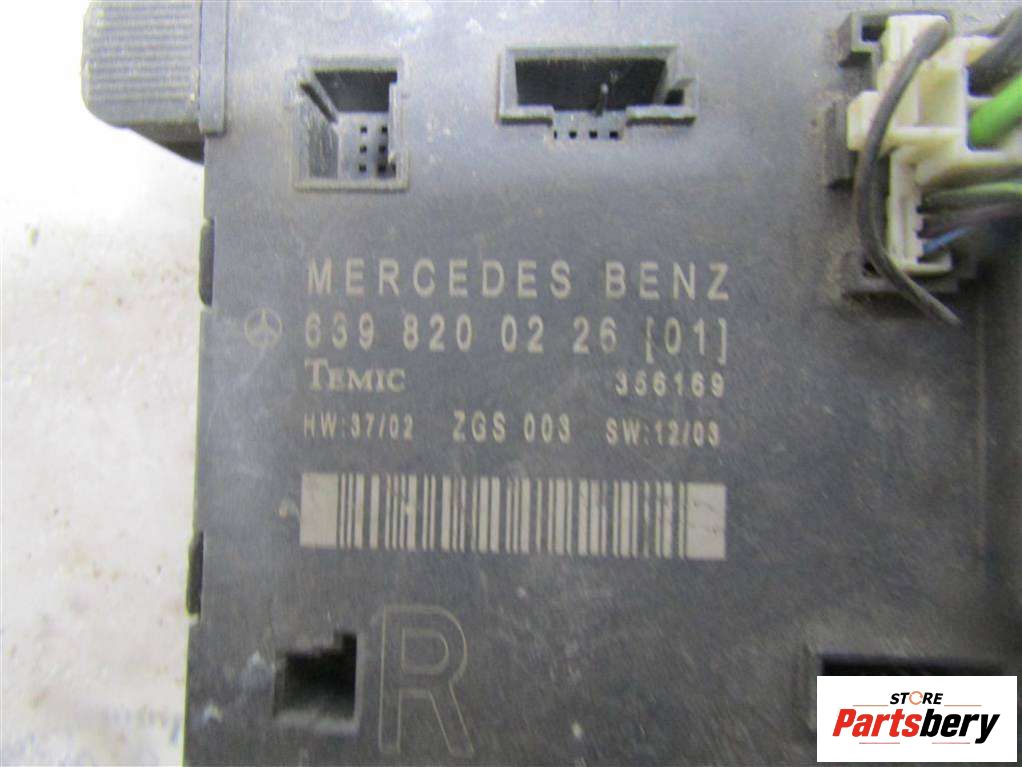 MERCEDES BENZ
639 820 02 26 [01]
TEMIC 356169
HW:37/02 ZGS 003 SW:12/03
R
STORE
Partsbery